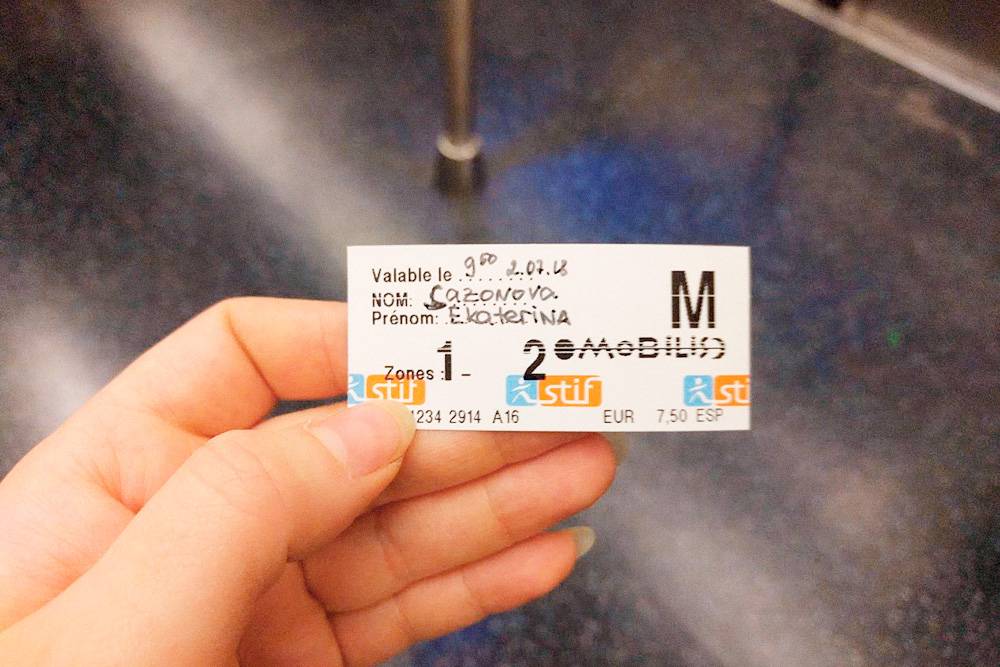 Valable le 9⁰⁰ 2.07.18
NOM: Sazonova
Prénom: Ekaterina
M
Zones : 1 - 2 MOBILIS
stif stif sti
1234 2914 A16 EUR 7,50 ESP